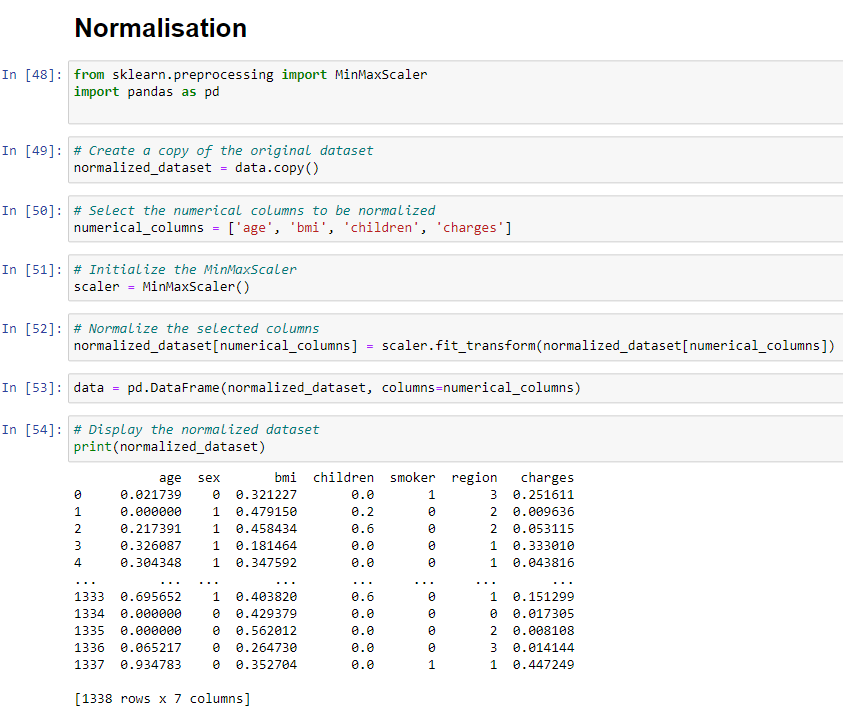 Normalisation
In [48]: from sklearn.preprocessing import MinMaxScaler
import pandas as pd
In [49]: # Create a copy of the original dataset
normalized_dataset = data.copy()
In [50]: # Select the numerical columns to be normalized
numerical_columns = ['age', 'bmi', 'children', 'charges']
In [51]: # Initialize the MinMaxScaler
scaler = MinMaxScaler()
In [52]: # Normalize the selected columns
normalized_dataset[numerical_columns] = scaler.fit_transform(normalized_dataset[numerical_columns])
In [53]: data = pd.DataFrame(normalized_dataset, columns=numerical_columns)
In [54]: # Display the normalized dataset
print(normalized_dataset)
age sex bmi children smoker region charges
0 0.021739 0 0.321227 0.0 1 3 0.251611
1 0.000000 1 0.479150 0.2 0 2 0.009636
2 0.217391 1 0.458434 0.6 0 2 0.053115
3 0.326087 1 0.181464 0.0 0 1 0.333010
4 0.304348 1 0.347592 0.0 0 1 0.043816
... ... ... ... ... ... ... ...
1333 0.695652 1 0.403820 0.6 0 1 0.151299
1334 0.000000 0 0.429379 0.0 0 0 0.017305
1335 0.000000 0 0.562012 0.0 0 2 0.008108
1336 0.065217 0 0.264730 0.0 0 3 0.014144
1337 0.934783 0 0.352704 0.0 1 1 0.447249
[1338 rows x 7 columns]